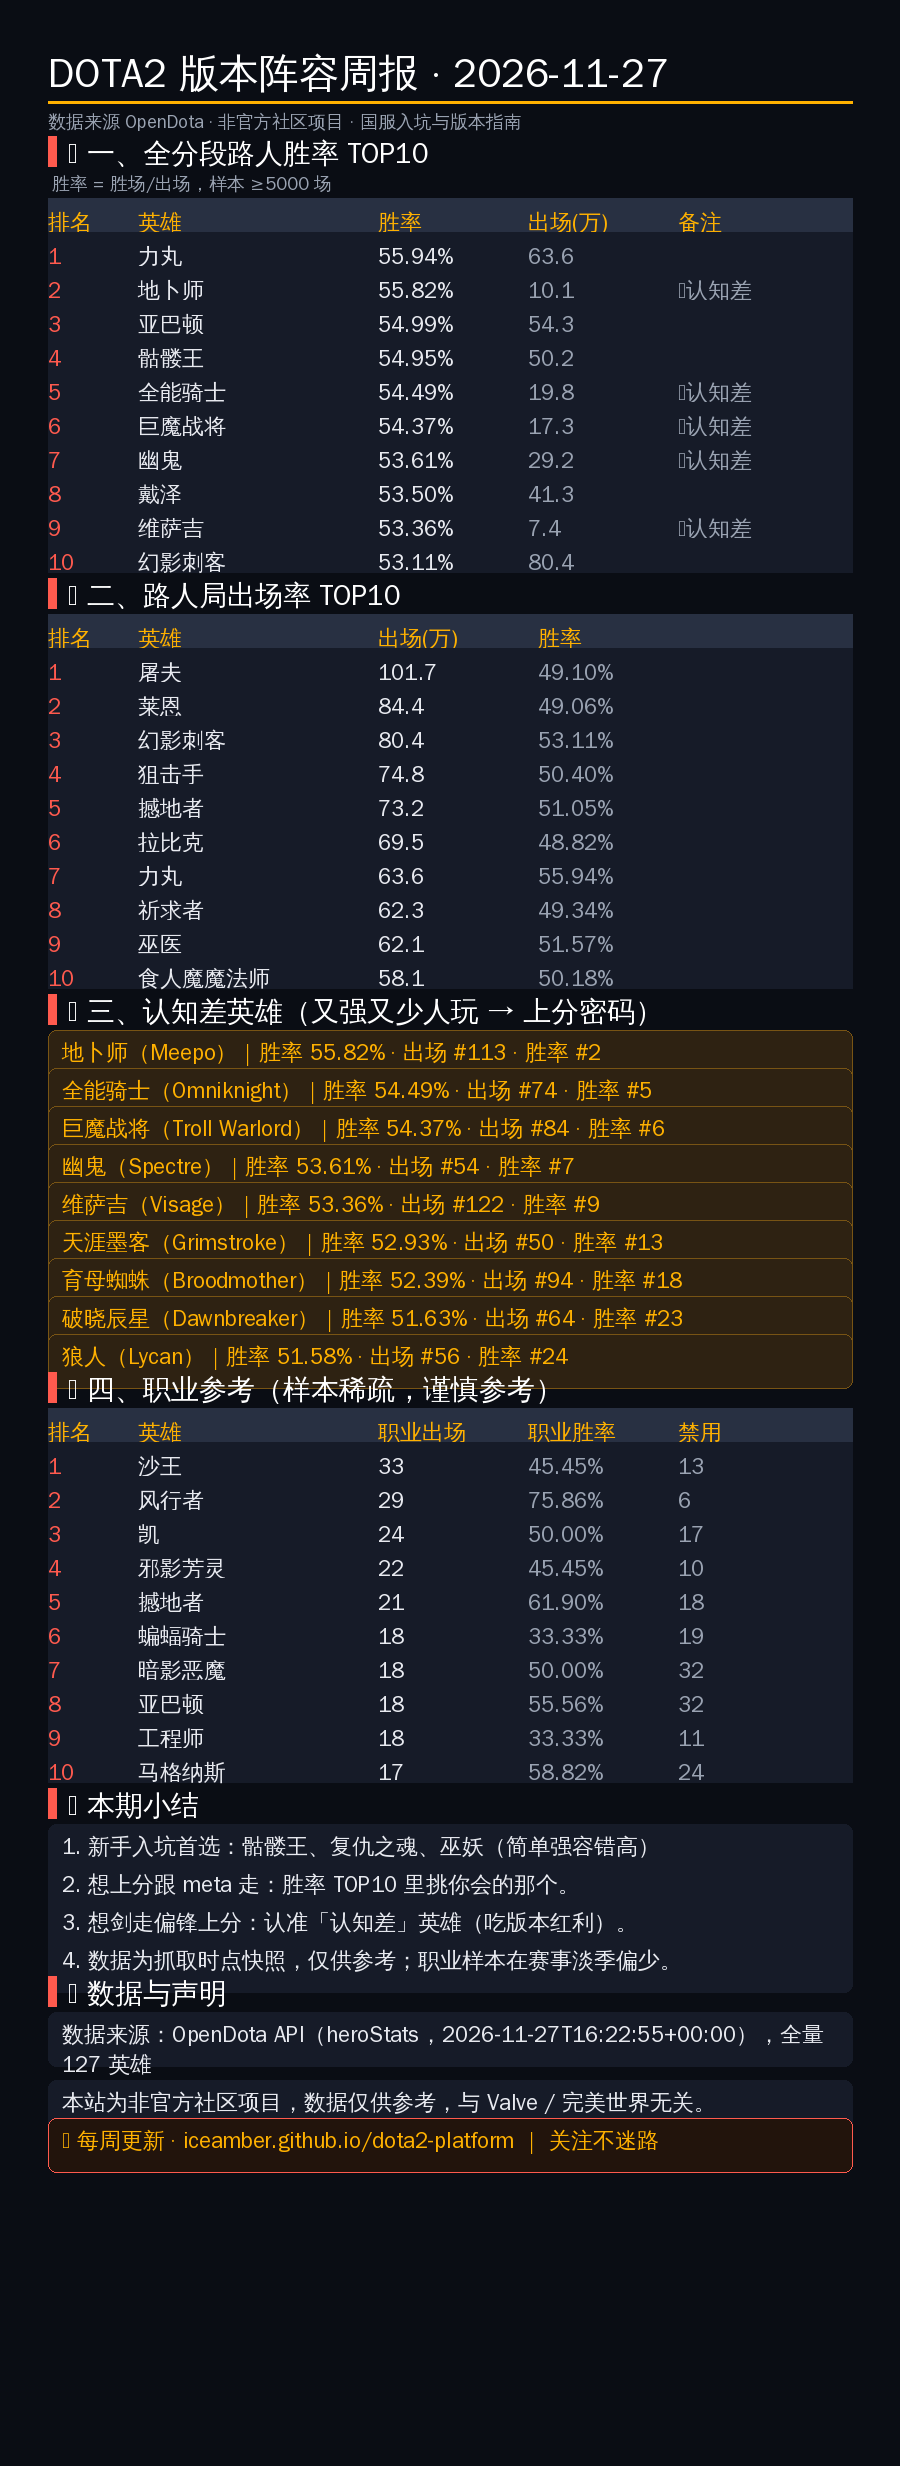 DOTA2 版本阵容周报 · 2026-11-27
数据来源 OpenDota · 非官方社区项目 · 国服入坑与版本指南
一、全分段路人胜率 TOP10
胜率 = 胜场/出场，样本 ≥5000 场
排名 英雄 胜率 出场(万) 备注
1 力丸 55.94% 63.6
2 地卜师 55.82% 10.1 认知差
3 亚巴顿 54.99% 54.3
4 骷髅王 54.95% 50.2
5 全能骑士 54.49% 19.8 认知差
6 巨魔战将 54.37% 17.3 认知差
7 幽鬼 53.61% 29.2 认知差
8 戴泽 53.50% 41.3
9 维萨吉 53.36% 7.4 认知差
10 幻影刺客 53.11% 80.4
二、路人局出场率 TOP10
排名 英雄 出场(万) 胜率
1 屠夫 101.7 49.10%
2 莱恩 84.4 49.06%
3 幻影刺客 80.4 53.11%
4 狙击手 74.8 50.40%
5 撼地者 73.2 51.05%
6 拉比克 69.5 48.82%
7 力丸 63.6 55.94%
8 祈求者 62.3 49.34%
9 巫医 62.1 51.57%
10 食人魔魔法师 58.1 50.18%
三、认知差英雄（又强又少人玩 → 上分密码）
地卜师（Meepo）｜胜率 55.82% · 出场 #113 · 胜率 #2
全能骑士（Omniknight）｜胜率 54.49% · 出场 #74 · 胜率 #5
巨魔战将（Troll Warlord）｜胜率 54.37% · 出场 #84 · 胜率 #6
幽鬼（Spectre）｜胜率 53.61% · 出场 #54 · 胜率 #7
维萨吉（Visage）｜胜率 53.36% · 出场 #122 · 胜率 #9
天涯墨客（Grimstroke）｜胜率 52.93% · 出场 #50 · 胜率 #13
育母蜘蛛（Broodmother）｜胜率 52.39% · 出场 #94 · 胜率 #18
破晓辰星（Dawnbreaker）｜胜率 51.63% · 出场 #64 · 胜率 #23
狼人（Lycan）｜胜率 51.58% · 出场 #56 · 胜率 #24
四、职业参考（样本稀疏，谨慎参考）
排名 英雄 职业出场 职业胜率 禁用
1 沙王 33 45.45% 13
2 风行者 29 75.86% 6
3 凯 24 50.00% 17
4 邪影芳灵 22 45.45% 10
5 撼地者 21 61.90% 18
6 蝙蝠骑士 18 33.33% 19
7 暗影恶魔 18 50.00% 32
8 亚巴顿 18 55.56% 32
9 工程师 18 33.33% 11
10 马格纳斯 17 58.82% 24
本期小结
1. 新手入坑首选：骷髅王、复仇之魂、巫妖（简单强容错高）
2. 想上分跟 meta 走：胜率 TOP10 里挑你会的那个。
3. 想剑走偏锋上分：认准「认知差」英雄（吃版本红利）。
4. 数据为抓取时点快照，仅供参考；职业样本在赛事淡季偏少。
数据与声明
数据来源：OpenDota API（heroStats，2026-11-27T16:22:55+00:00），全量
127 英雄
本站为非官方社区项目，数据仅供参考，与 Valve / 完美世界无关。
每周更新 · iceamber.github.io/dota2-platform ｜ 关注不迷路